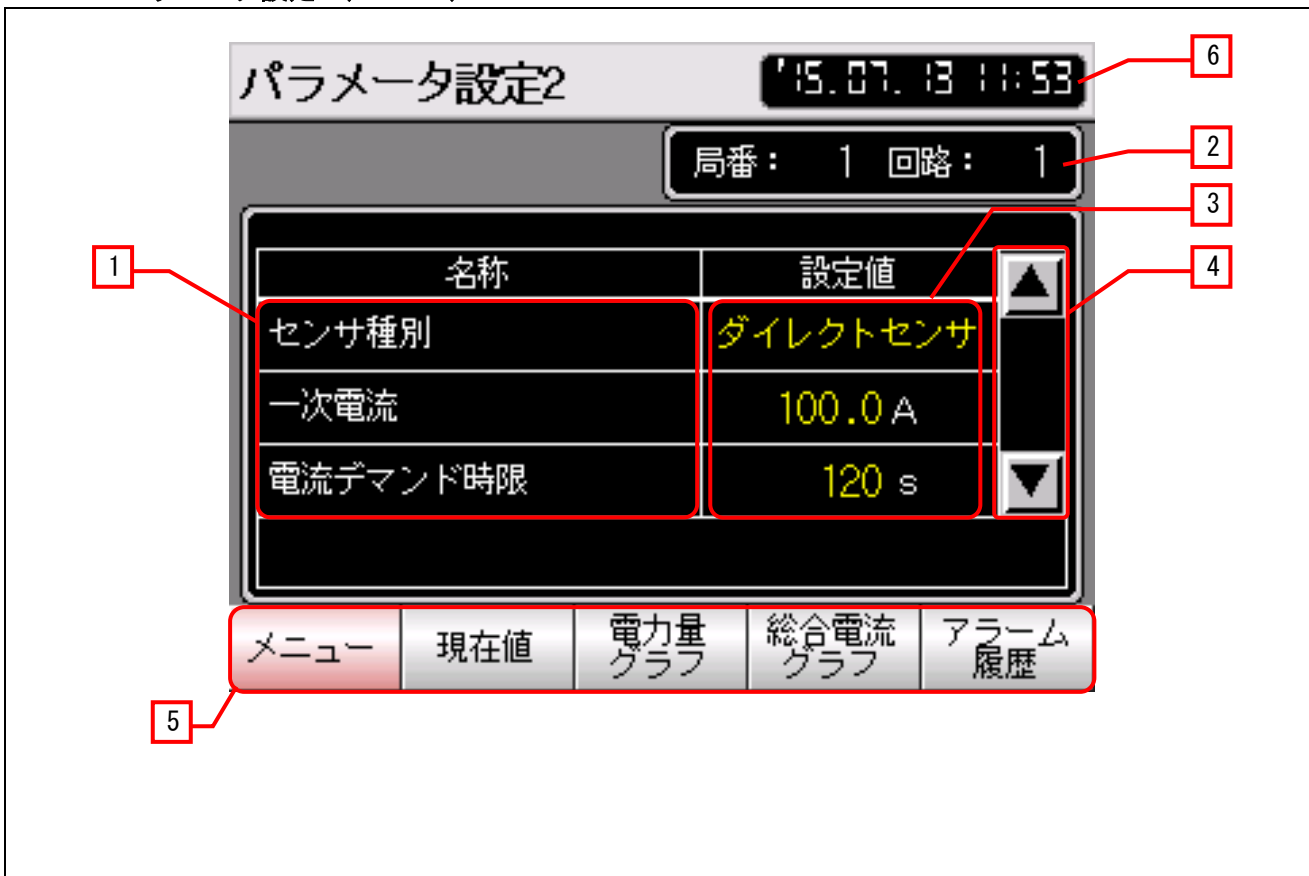 パラメータ設定2
'15.07.13 11:53
6
局番： 1 回路： 1
2
3
1
名称 設定値
4
センサ種別 ダイレクトセンサ
一次電流 100.0 A
電流デマンド時限 120 s
メニュー
現在値
電力量
グラフ
総合電流
グラフ
アラーム
履歴
5